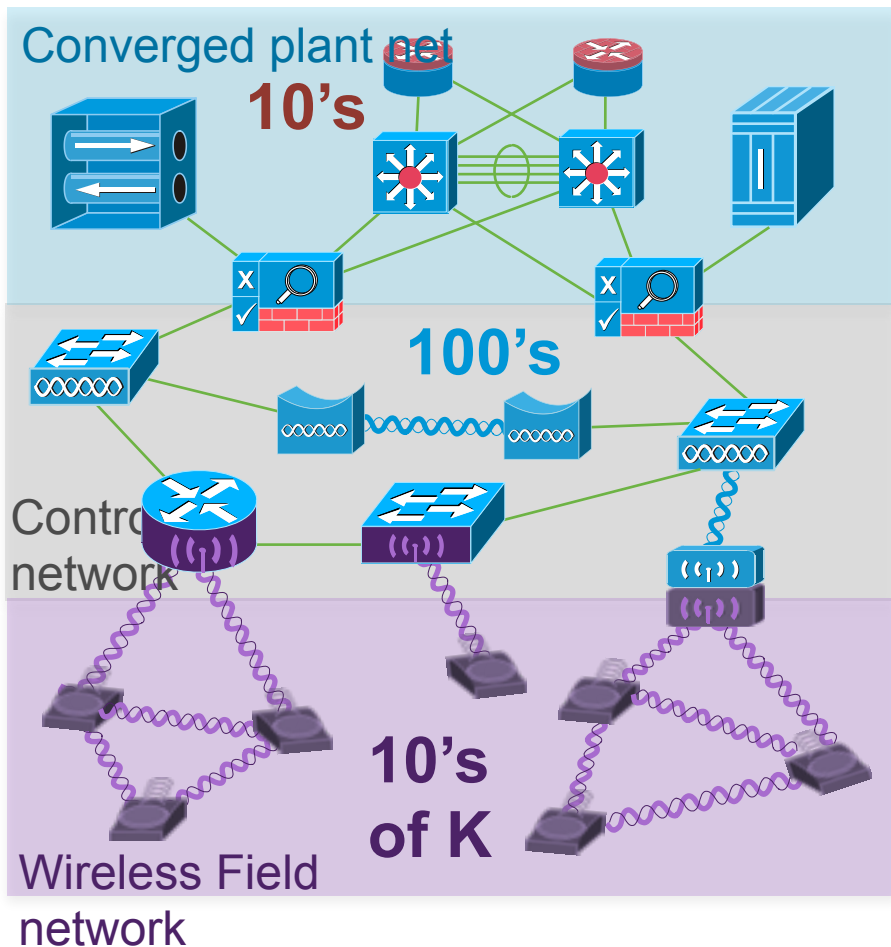 Converged plant net
10's
X
X
100's
Contro
network
10's
of K
Wireless Field
network